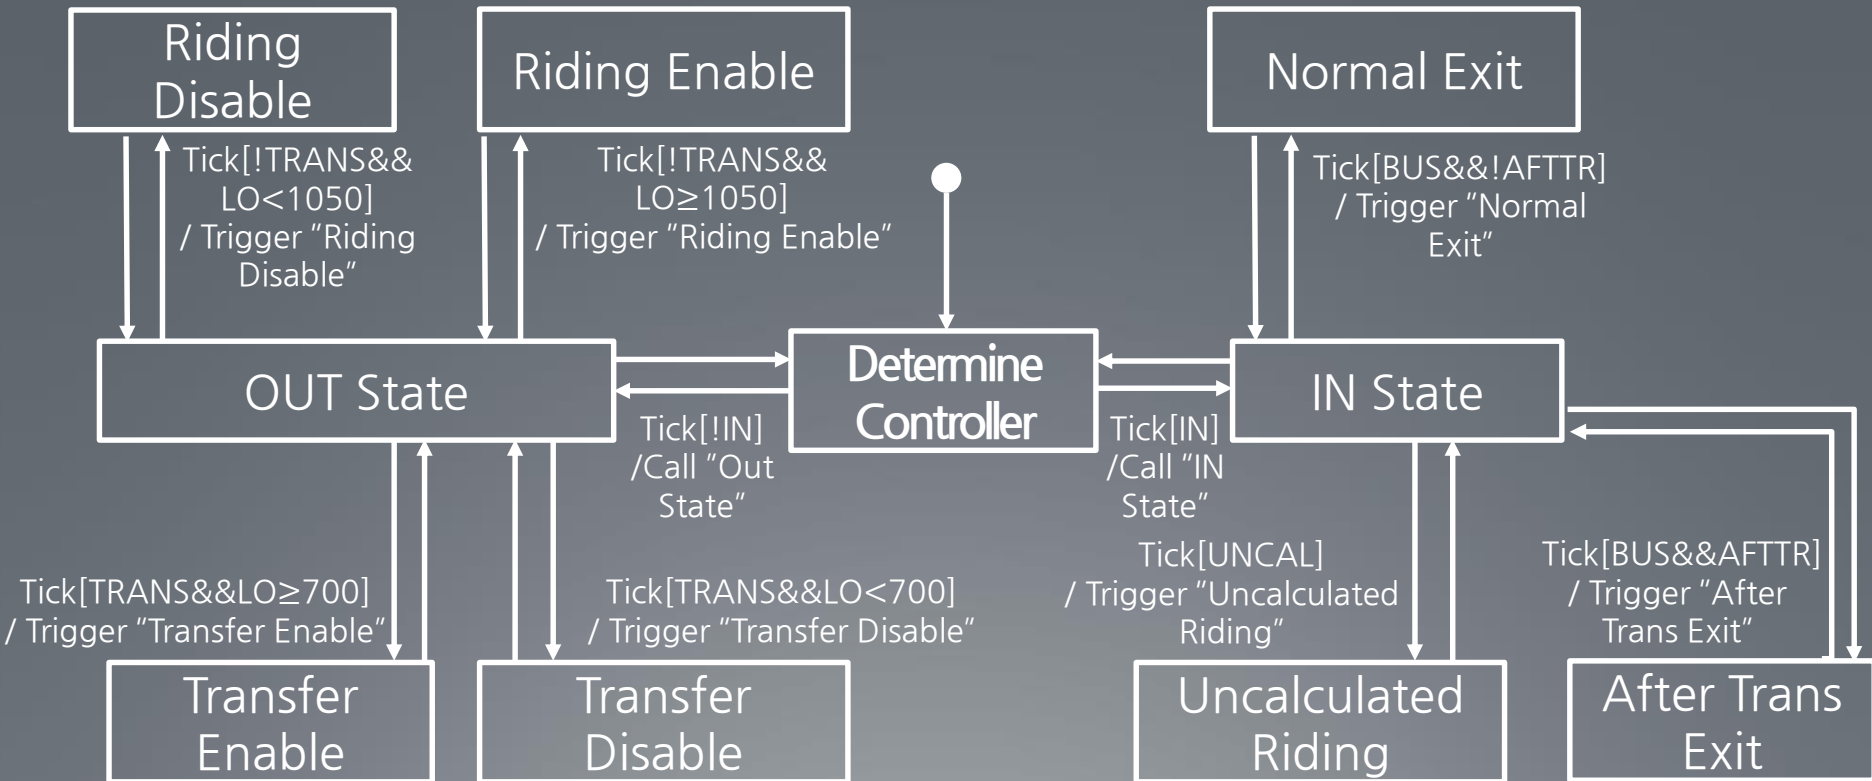 Riding
Disable
Riding Enable
Normal Exit
Tick[!TRANS&&
LO<1050]
/ Trigger "Riding
Disable"
Tick[!TRANS&&
LO≥1050]
/ Trigger "Riding Enable"
Tick[BUS&&!AFTTR]
/ Trigger "Normal
Exit"
OUT State
Determine
Controller
IN State
Tick[!IN]
/Call "Out
State"
Tick[IN]
/Call "IN
State"
Tick[TRANS&&LO≥700]
/ Trigger "Transfer Enable"
Tick[TRANS&&LO<700]
/ Trigger "Transfer Disable"
Tick[UNCAL]
/ Trigger "Uncalculated
Riding"
Tick[BUS&&AFTTR]
/ Trigger "After
Trans Exit"
Transfer
Enable
Transfer
Disable
Uncalculated
Riding
After Trans
Exit